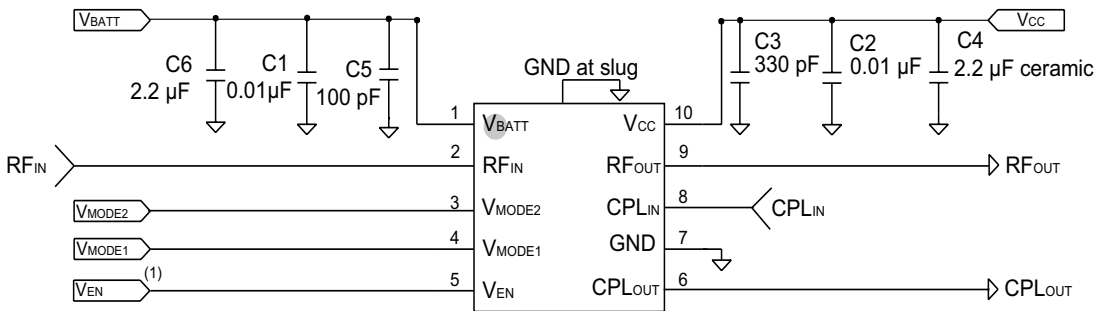 VBATT
VCC
C6
2.2 µF
C1
0.01µF
C5
100 pF
GND at slug
C3
330 pF
C2
0.01 µF
C4
2.2 µF ceramic
1
VBATT
VCC
10
RFIN
2
RFIN
RFOUT
9
RFOUT
VMODE2
3
VMODE2
CPLIN
8
CPLIN
VMODE1
4
VMODE1
GND
7
VEN
(1)
5
VEN
CPLOUT
6
CPLOUT